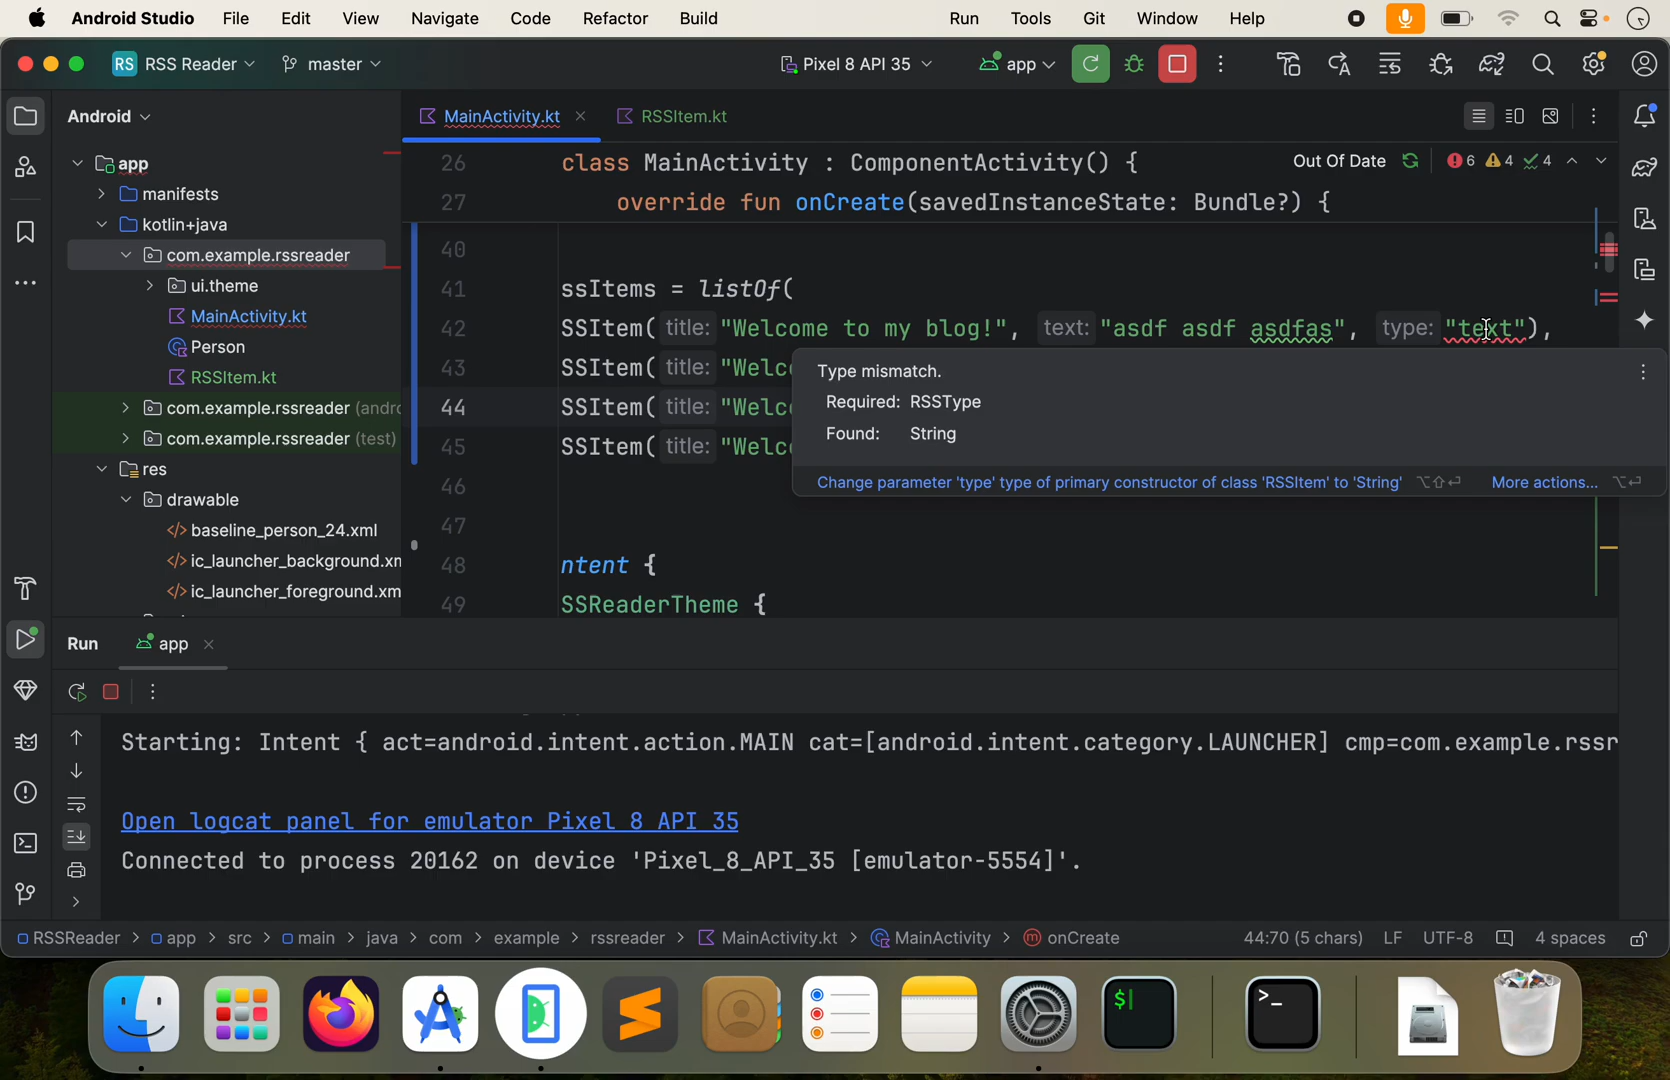 Android Studio File Edit View Navigate Code Refactor Build Run Tools Git Window Help
RS RSS Reader master Pixel 8 API 35 app
Android MainActivity.kt RSSItem.kt
app
manifests
kotlin+java
com.example.rssreader
ui.theme
MainActivity.kt
Person
RSSItem.kt
com.example.rssreader (andro
com.example.rssreader (test)
res
drawable
baseline_person_24.xml
ic_launcher_background.xm
ic_launcher_foreground.xm
26 class MainActivity : ComponentActivity() { Out Of Date 6 4 4
27 override fun onCreate(savedInstanceState: Bundle?) {
40
41 ssItems = listOf(
42 SSItem( title: "Welcome to my blog!", text: "asdf asdf asdfas", type: "text"),
43 SSItem( title: "Welc
44 SSItem( title: "Welc
45 SSItem( title: "Welc
46
47
48 ntent {
49 SSReaderTheme {
Type mismatch.
Required: RSSType
Found: String
Change parameter 'type' type of primary constructor of class 'RSSItem' to 'String' ⌥⇧⏎ More actions... ⌥⏎
Run app
Starting: Intent { act=android.intent.action.MAIN cat=[android.intent.category.LAUNCHER] cmp=com.example.rssr
Open logcat panel for emulator Pixel 8 API 35
Connected to process 20162 on device 'Pixel_8_API_35 [emulator-5554]'.
RSSReader > app > src > main > java > com > example > rssreader > MainActivity.kt > MainActivity > onCreate 44:70 (5 chars) LF UTF-8 4 spaces